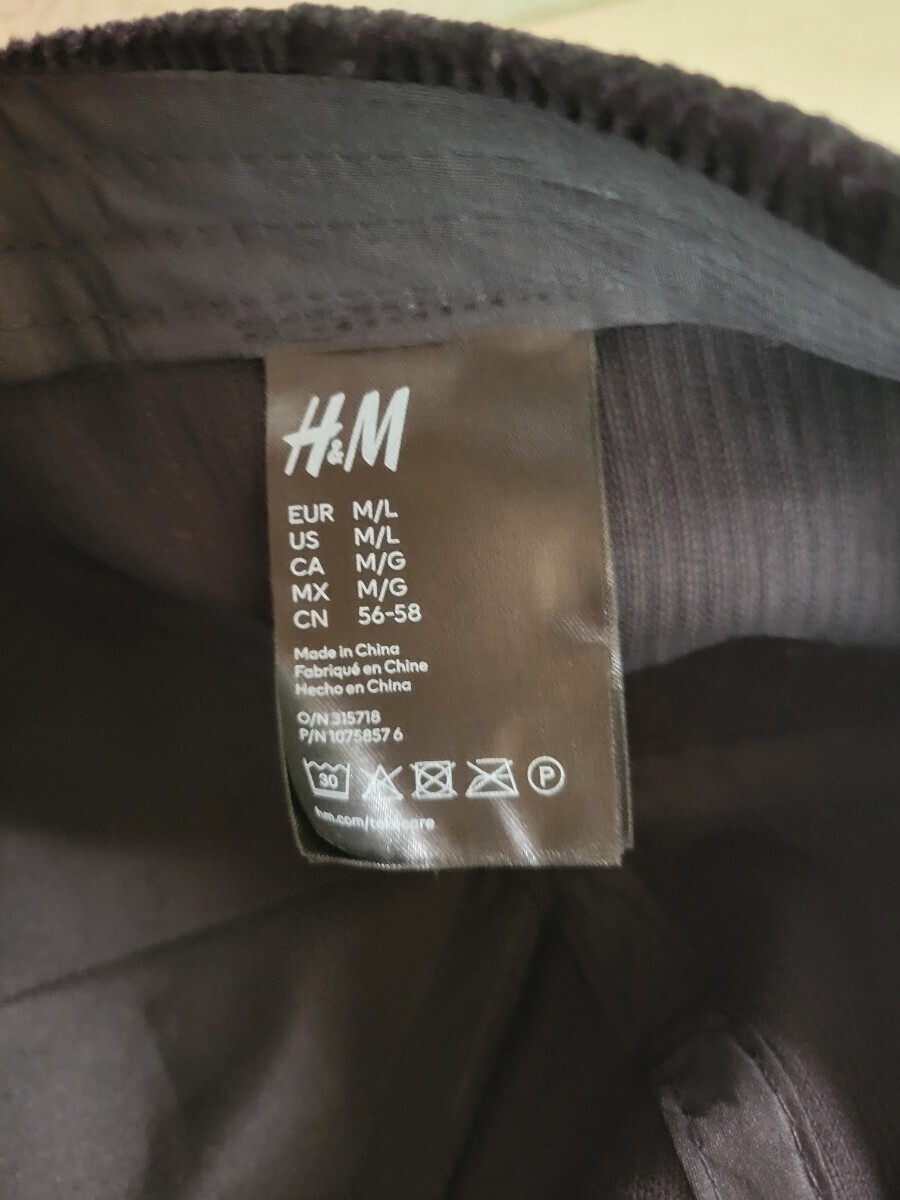 H&M
EUR M/L
US M/L
CA M/G
MX M/G
CN 56-58
Made in China
Fabriqué en Chine
Hecho en China
O/N 315718
P/N 1075857 6
30
P